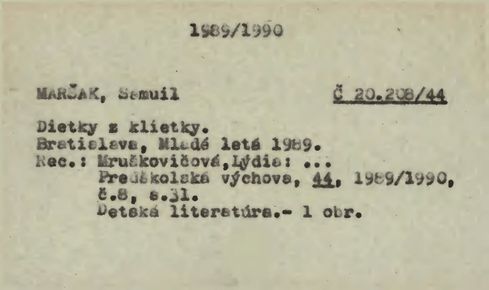 1989/1990
MARŠAK, Samuil Č 20.208/44
Dietky z klietky.
Bratislava, Mladé letá 1989.
Rec.: Mruškovičová,Lýdia: ...
Predškolská výchova, 44, 1989/1990,
č.8, s.31.
Detská literatúra.- 1 obr.